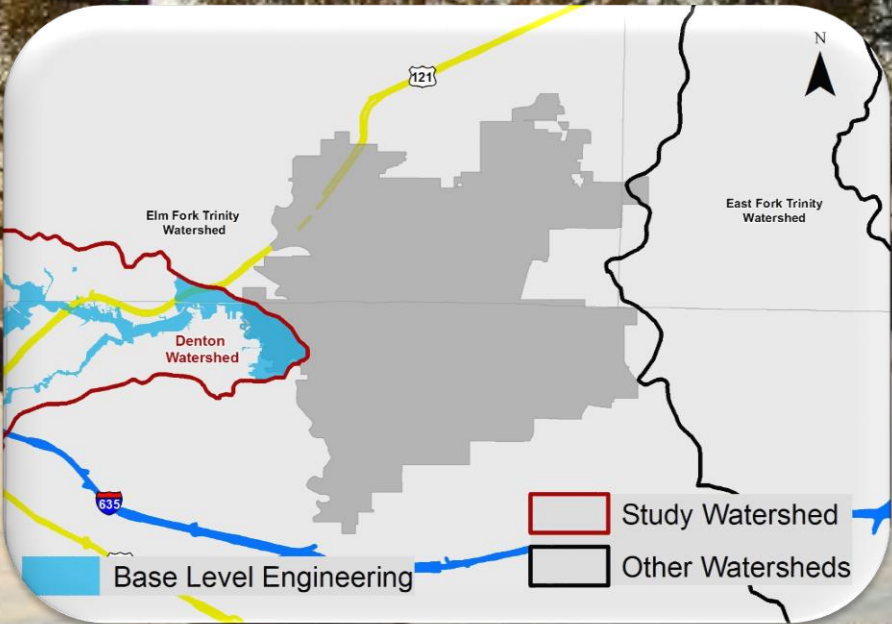 N
121
Elm Fork Trinity
Watershed
East Fork Trinity
Watershed
Denton
Watershed
635
Study Watershed
Other Watersheds
Base Level Engineering